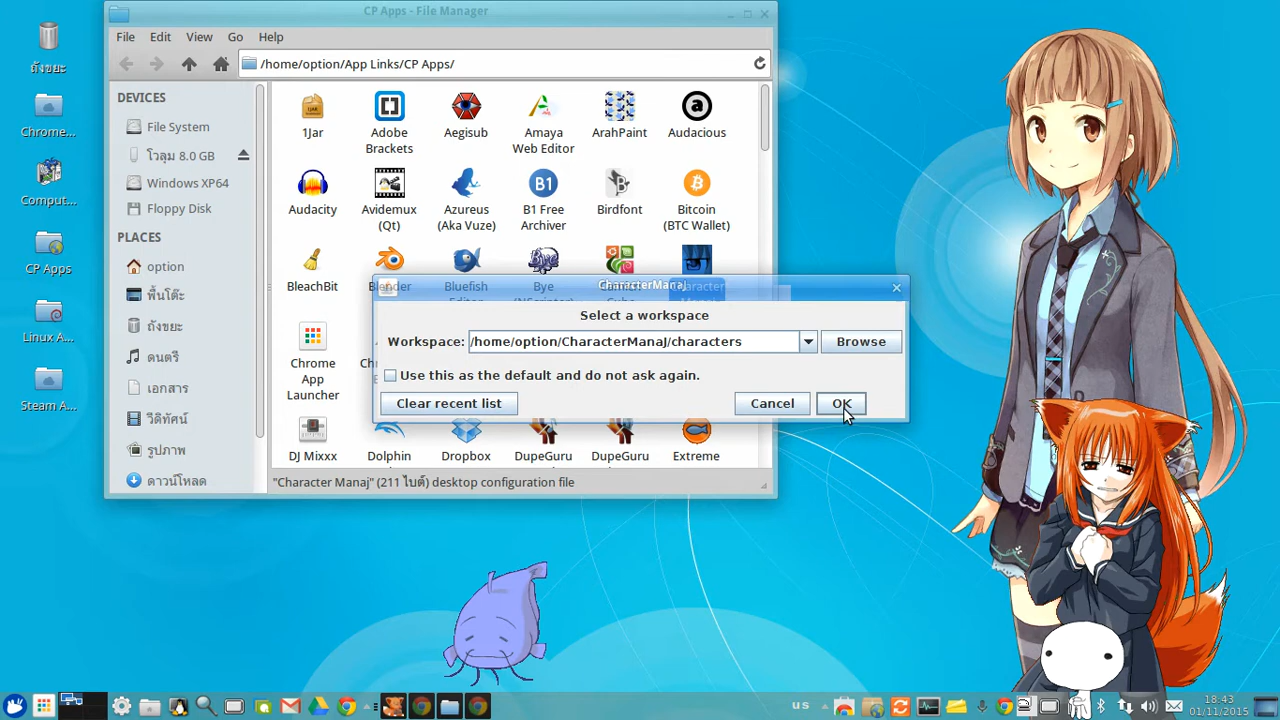 ถังขยะ
Chrome...
Comput...
CP Apps
Linux A...
Steam A...
CP Apps - File Manager
File Edit View Go Help
/home/option/App Links/CP Apps/
DEVICES
File System
โวลุม 8.0 GB
Windows XP64
Floppy Disk
PLACES
option
พื้นโต๊ะ
ถังขยะ
ดนตรี
เอกสาร
วีดิทัศน์
รูปภาพ
ดาวน์โหลด
1Jar
Adobe
Brackets
Aegisub
Amaya
Web Editor
ArahPaint
Audacious
Audacity
Avidemux
(Qt)
Azureus
(Aka Vuze)
B1 Free
Archiver
Birdfont
Bitcoin
(BTC Wallet)
BleachBit
Blender
Bluefish
Bye
Character
Chrome
App
Launcher
DJ Mixxx
Dolphin
Dropbox
DupeGuru
DupeGuru
Extreme
"Character Manaj" (211 ไบต์) desktop configuration file
CharacterManaJ
Select a workspace
Workspace: /home/option/CharacterManaJ/characters
Browse
Use this as the default and do not ask again.
Clear recent list
Cancel
OK
us
18:43
01/11/2015